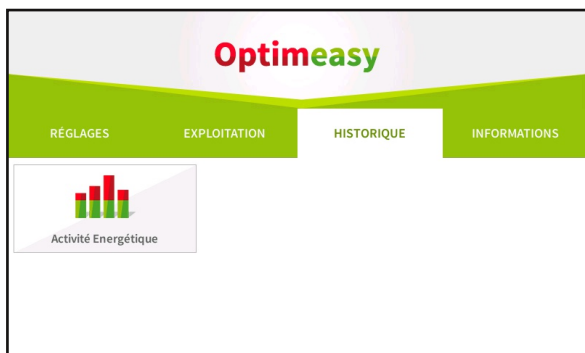 Optimeasy
RÉGLAGES EXPLOITATION HISTORIQUE INFORMATIONS
Activité Energétique